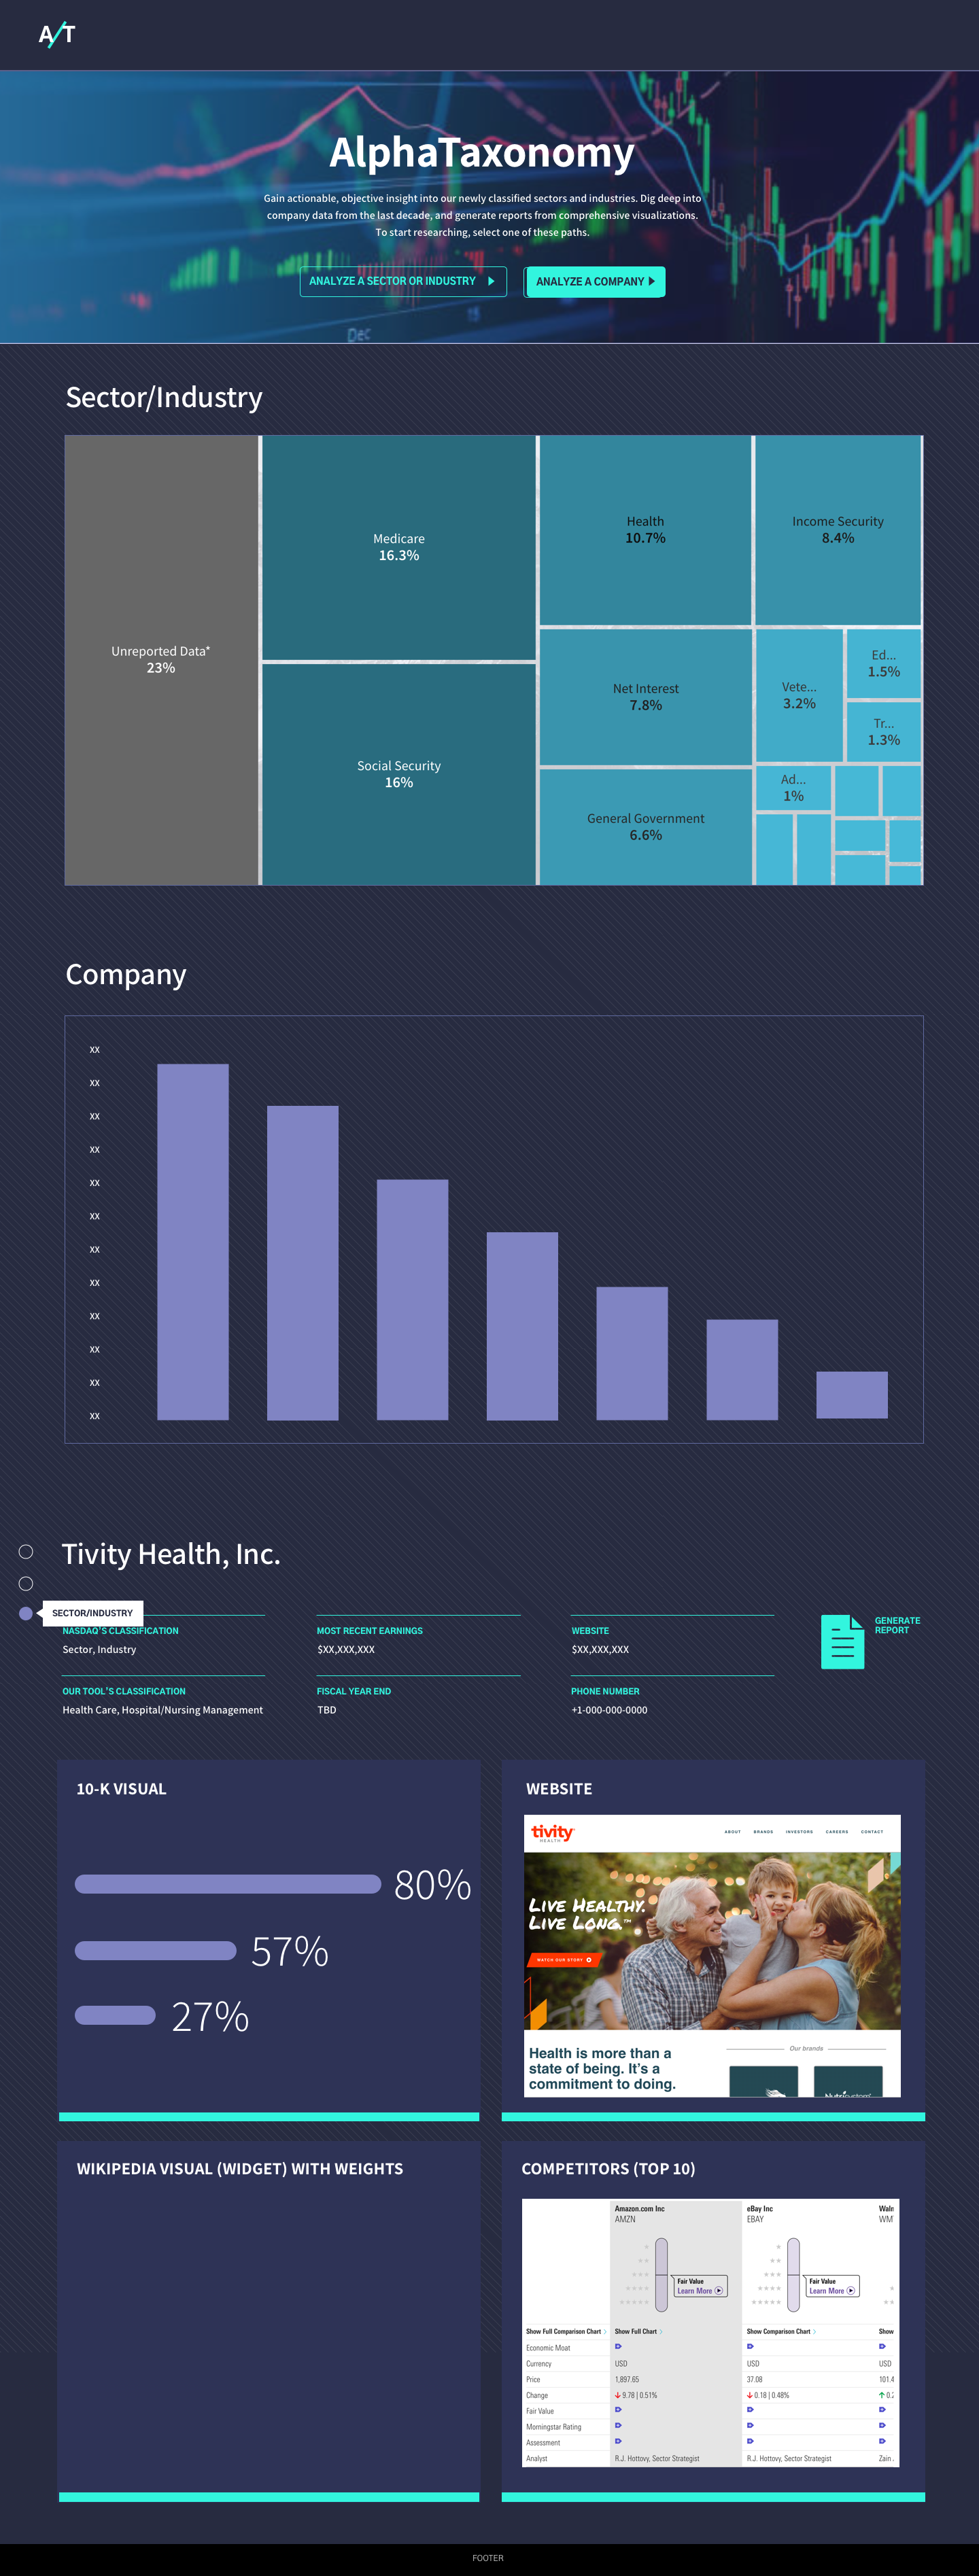 A/T
AlphaTaxonomy
Gain actionable, objective insight into our newly classified sectors and industries. Dig deep into
company data from the last decade, and generate reports from comprehensive visualizations.
To start researching, select one of these paths.
ANALYZE A SECTOR OR INDUSTRY
ANALYZE A COMPANY
Dec
Sector/Industry
Unreported Data*
23%
Medicare
16.3%
Social Security
16%
Health
10.7%
Income Security
8.4%
Net Interest
7.8%
General Government
6.6%
Vete...
3.2%
Ed...
1.5%
Tr...
1.3%
Ad...
1%
Company
XX
XX
XX
XX
XX
XX
XX
XX
XX
XX
XX
XX
Tivity Health, Inc.
SECTOR/INDUSTRY
NASDAQ'S CLASSIFICATION
Sector, Industry
MOST RECENT EARNINGS
$XX,XXX,XXX
WEBSITE
$XX,XXX,XXX
GENERATE
REPORT
OUR TOOL'S CLASSIFICATION
Health Care, Hospital/Nursing Management
FISCAL YEAR END
TBD
PHONE NUMBER
+1-000-000-0000
10-K VISUAL
80%
57%
27%
WEBSITE
tivity
HEALTH
ABOUT BRANDS INVESTORS CAREERS CONTACT
LIVE HEALTHY.
LIVE LONG.™
WATCH OUR STORY
Health is more than a
state of being. It's a
commitment to doing.
Our brands
Nutrisystem
WIKIPEDIA VISUAL (WIDGET) WITH WEIGHTS
COMPETITORS (TOP 10)
Amazon.com Inc eBay Inc Waln
AMZN EBAY WM
Fair Value Fair Value
Learn More Learn More
Show Full Comparison Chart Show Full Chart Show Comparison Chart Show
Economic Moat
Currency USD USD USD
Price 1,897.65 37.08 101.4
Change 9.78 | 0.51% 0.18 | 0.48% 0.2
Fair Value
Morningstar Rating
Assessment
Analyst R.J. Hottovy, Sector Strategist R.J. Hottovy, Sector Strategist Zain
FOOTER